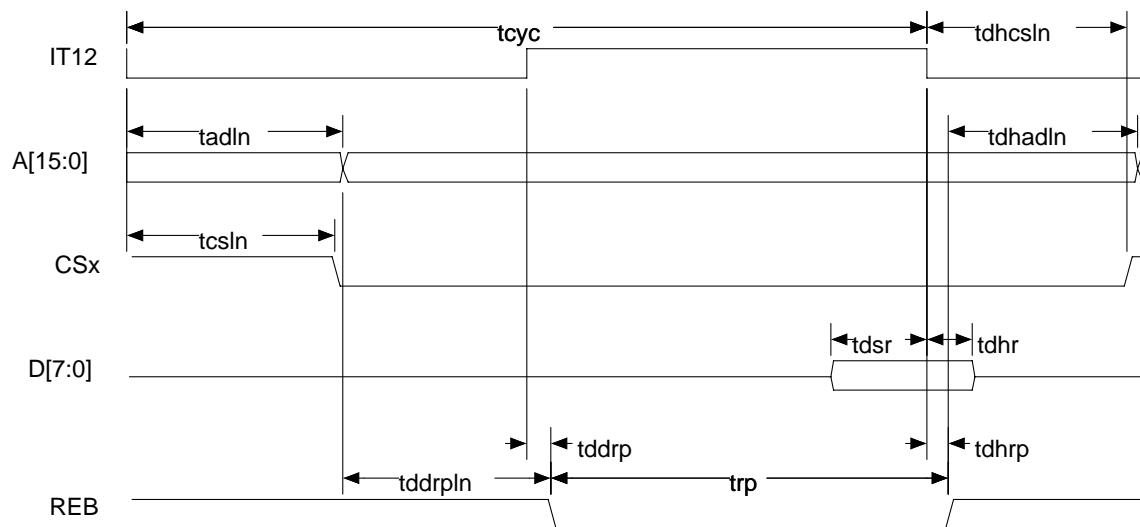 tcyc
tdhcsln
IT12
tadln
tdhadln
A[15:0]
tcsln
CSx
tdsr
tdhr
D[7:0]
tddrp
tdhrp
tddrpln
trp
REB